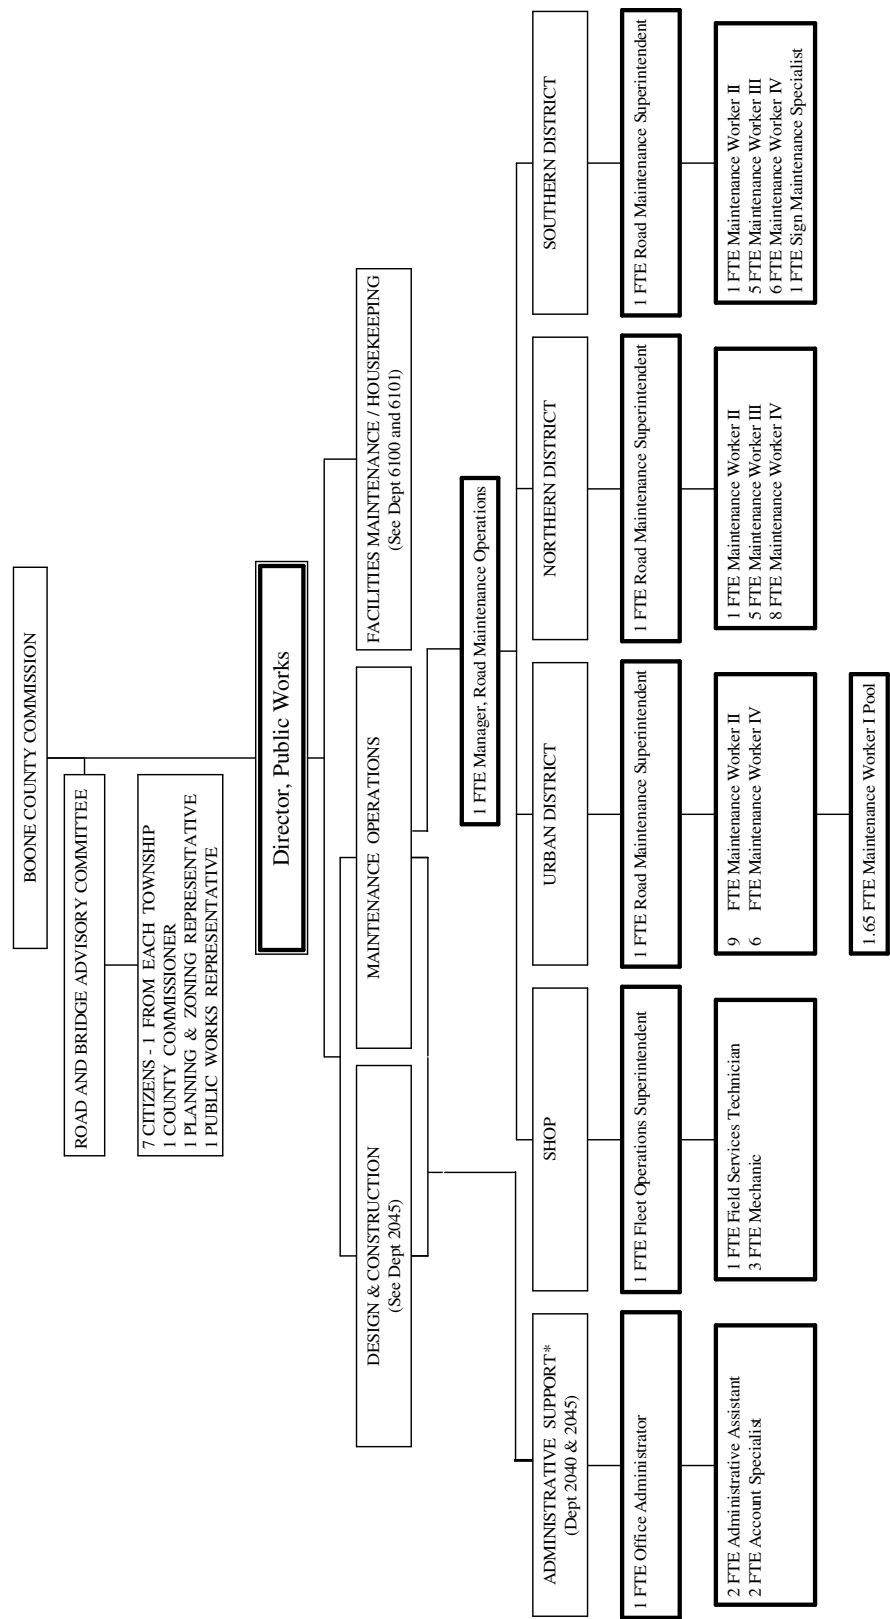 BOONE COUNTY COMMISSION
ROAD AND BRIDGE ADVISORY COMMITTEE
7 CITIZENS - 1 FROM EACH TOWNSHIP
1 COUNTY COMMISSIONER
1 PLANNING & ZONING REPRESENTATIVE
1 PUBLIC WORKS REPRESENTATIVE
Director, Public Works
DESIGN & CONSTRUCTION
(See Dept 2045)
MAINTENANCE OPERATIONS
FACILITIES MAINTENANCE / HOUSEKEEPING
(See Dept 6100 and 6101)
1 FTE Manager, Road Maintenance Operations
ADMINISTRATIVE SUPPORT*
(Dept 2040 & 2045)
1 FTE Office Administrator
2 FTE Administrative Assistant
2 FTE Account Specialist
SHOP
1 FTE Fleet Operations Superintendent
1 FTE Field Services Technician
3 FTE Mechanic
URBAN DISTRICT
1 FTE Road Maintenance Superintendent
9 FTE Maintenance Worker II
6 FTE Maintenance Worker IV
1.65 FTE Maintenance Worker I Pool
NORTHERN DISTRICT
1 FTE Road Maintenance Superintendent
1 FTE Maintenance Worker II
5 FTE Maintenance Worker III
8 FTE Maintenance Worker IV
SOUTHERN DISTRICT
1 FTE Road Maintenance Superintendent
1 FTE Maintenance Worker II
5 FTE Maintenance Worker III
6 FTE Maintenance Worker IV
1 FTE Sign Maintenance Specialist